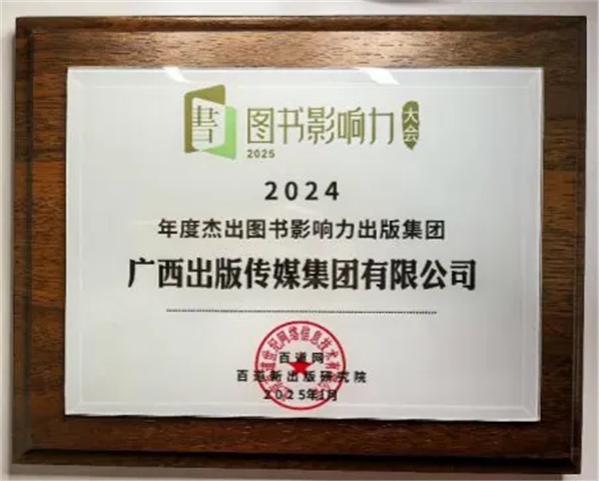 書 图书影响力 大会
2025
2024
年度杰出图书影响力出版集团
广西出版传媒集团有限公司
百道网
百道新出版研究院
2025年1月